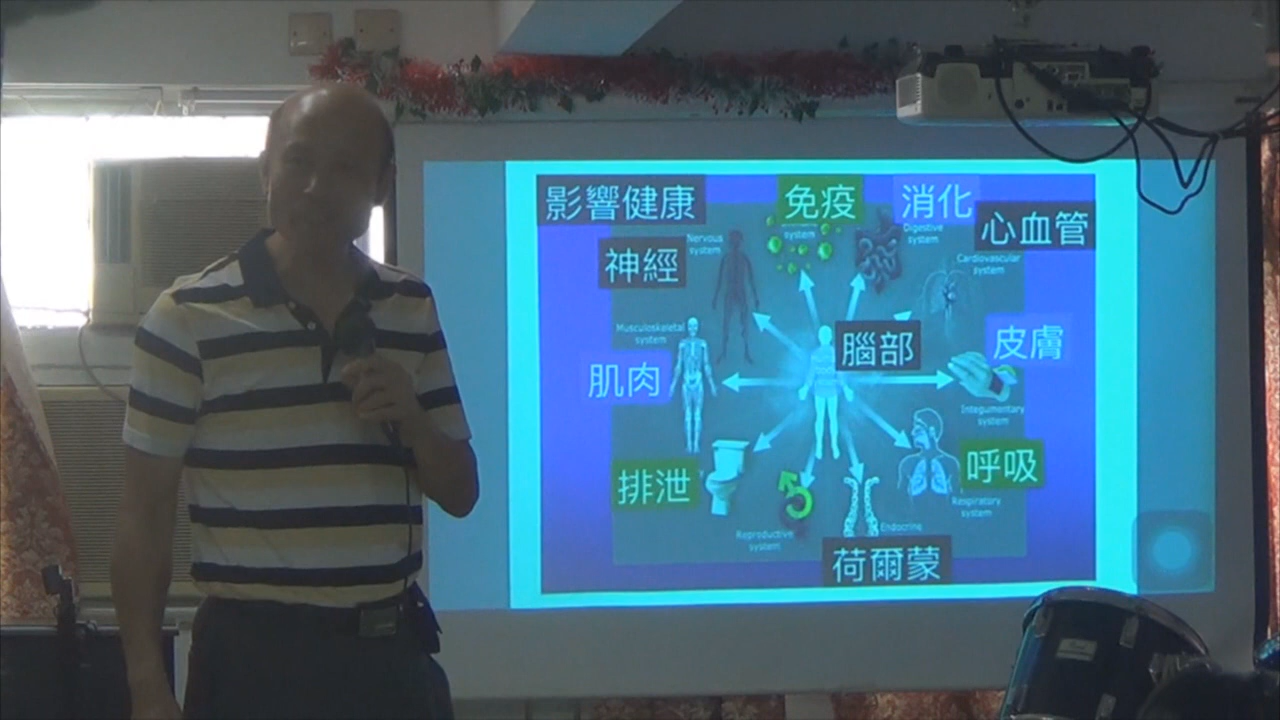 影響健康
免疫
消化
心血管
神經
Nervous
system
system
Digestive
system
Cardiovascular
system
Musculoskeletal
system
腦部
皮膚
肌肉
Integumentary
system
排泄
呼吸
Respiratory
system
Reproductive
system
Endocrine
荷爾蒙